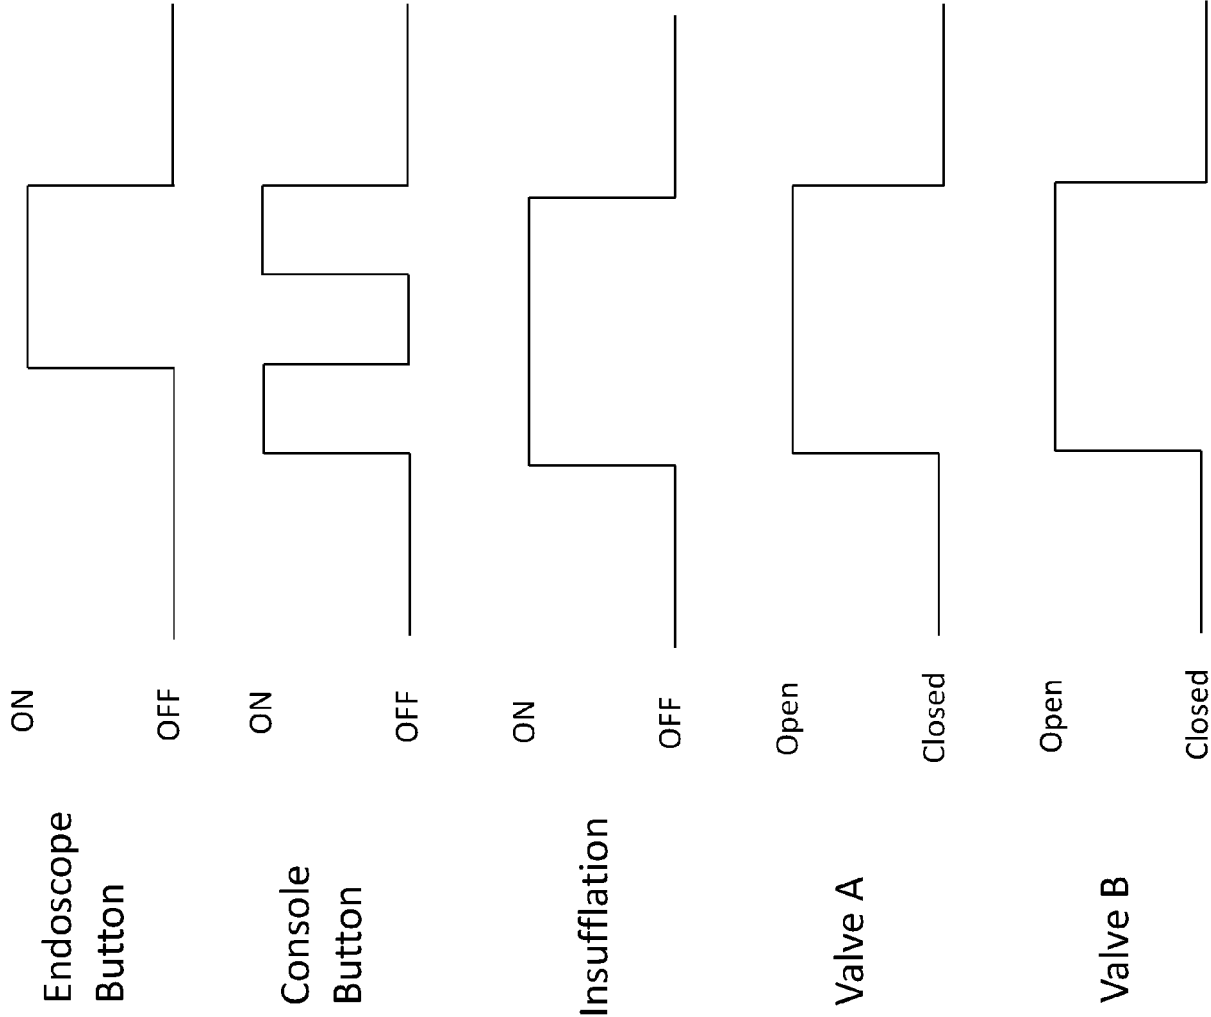 Endoscope
Button
ON
OFF
Console
Button
ON
OFF
Insufflation
ON
OFF
Valve A
Open
Closed
Valve B
Open
Closed